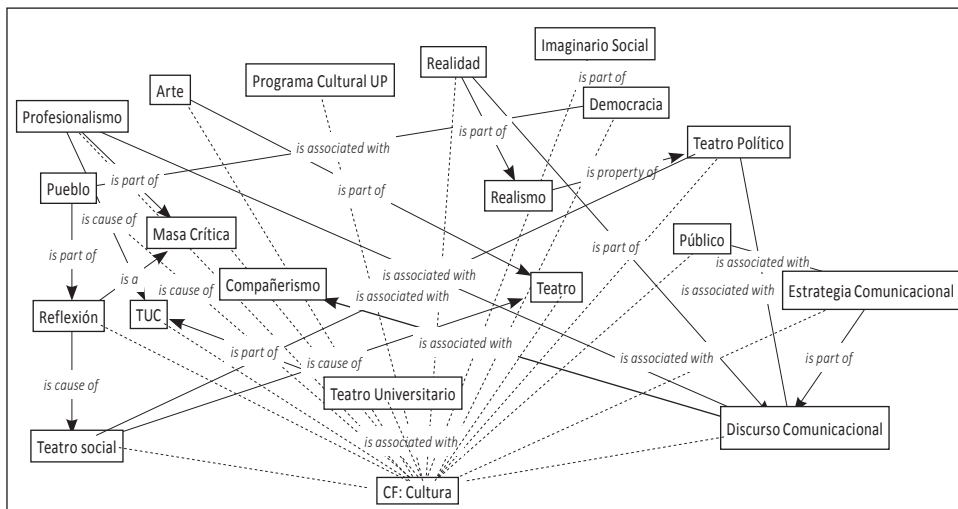 Imaginario Social
Realidad
Programa Cultural UP
is part of
Arte
Democracia
Profesionalismo
is part of
Teatro Político
is associated with
is part of
is property of
Pueblo
is part of
Realismo
is cause of
Masa Crítica
Público
is part of
is part of
is associated with
is a
is associated with
Compañerismo
is cause of
is associated with
Teatro
is associated with
Estrategia Comunicacional
Reflexión
TUC
is part of
is associated with
is associated with
is part of
is cause of
is cause of
Teatro Universitario
Teatro social
is associated with
Discurso Comunicacional
CF: Cultura